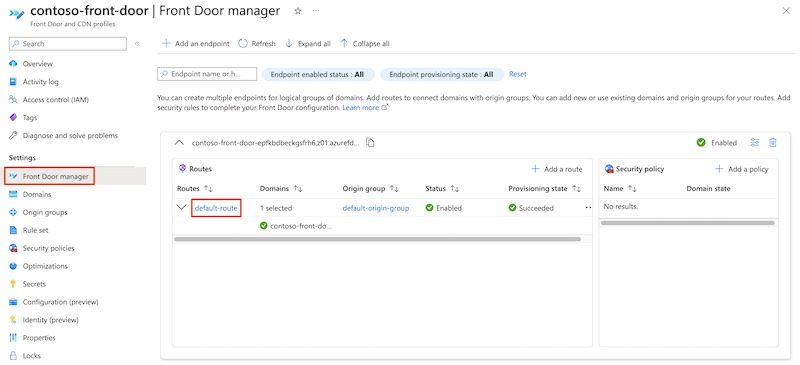 contoso-front-door | Front Door manager
Front Door and CDN profiles
Search
Overview
Activity log
Access control (IAM)
Tags
Diagnose and solve problems
Settings
Front Door manager
Domains
Origin groups
Rule set
Security policies
Optimizations
Secrets
Configuration (preview)
Identity (preview)
Properties
Locks
Add an endpoint Refresh Expand all Collapse all
Endpoint name or h... Endpoint enabled status : All Endpoint provisioning state : All Reset
You can create multiple endpoints for logical groups of domains. Add routes to connect domains with origin groups. You can add new or use existing domains and origin groups for your routes. Add
security rules to complete your Front Door configuration. Learn more
contoso-front-door-epfkbdbeckgsfrh6.z01.azurefd... Enabled
Routes + Add a route
Routes Domains Origin group Status Provisioning state
default-route 1 selected default-origin-group Enabled Succeeded ...
contoso-front-do...
Security policy + Add a policy
Name Domain state
No results.